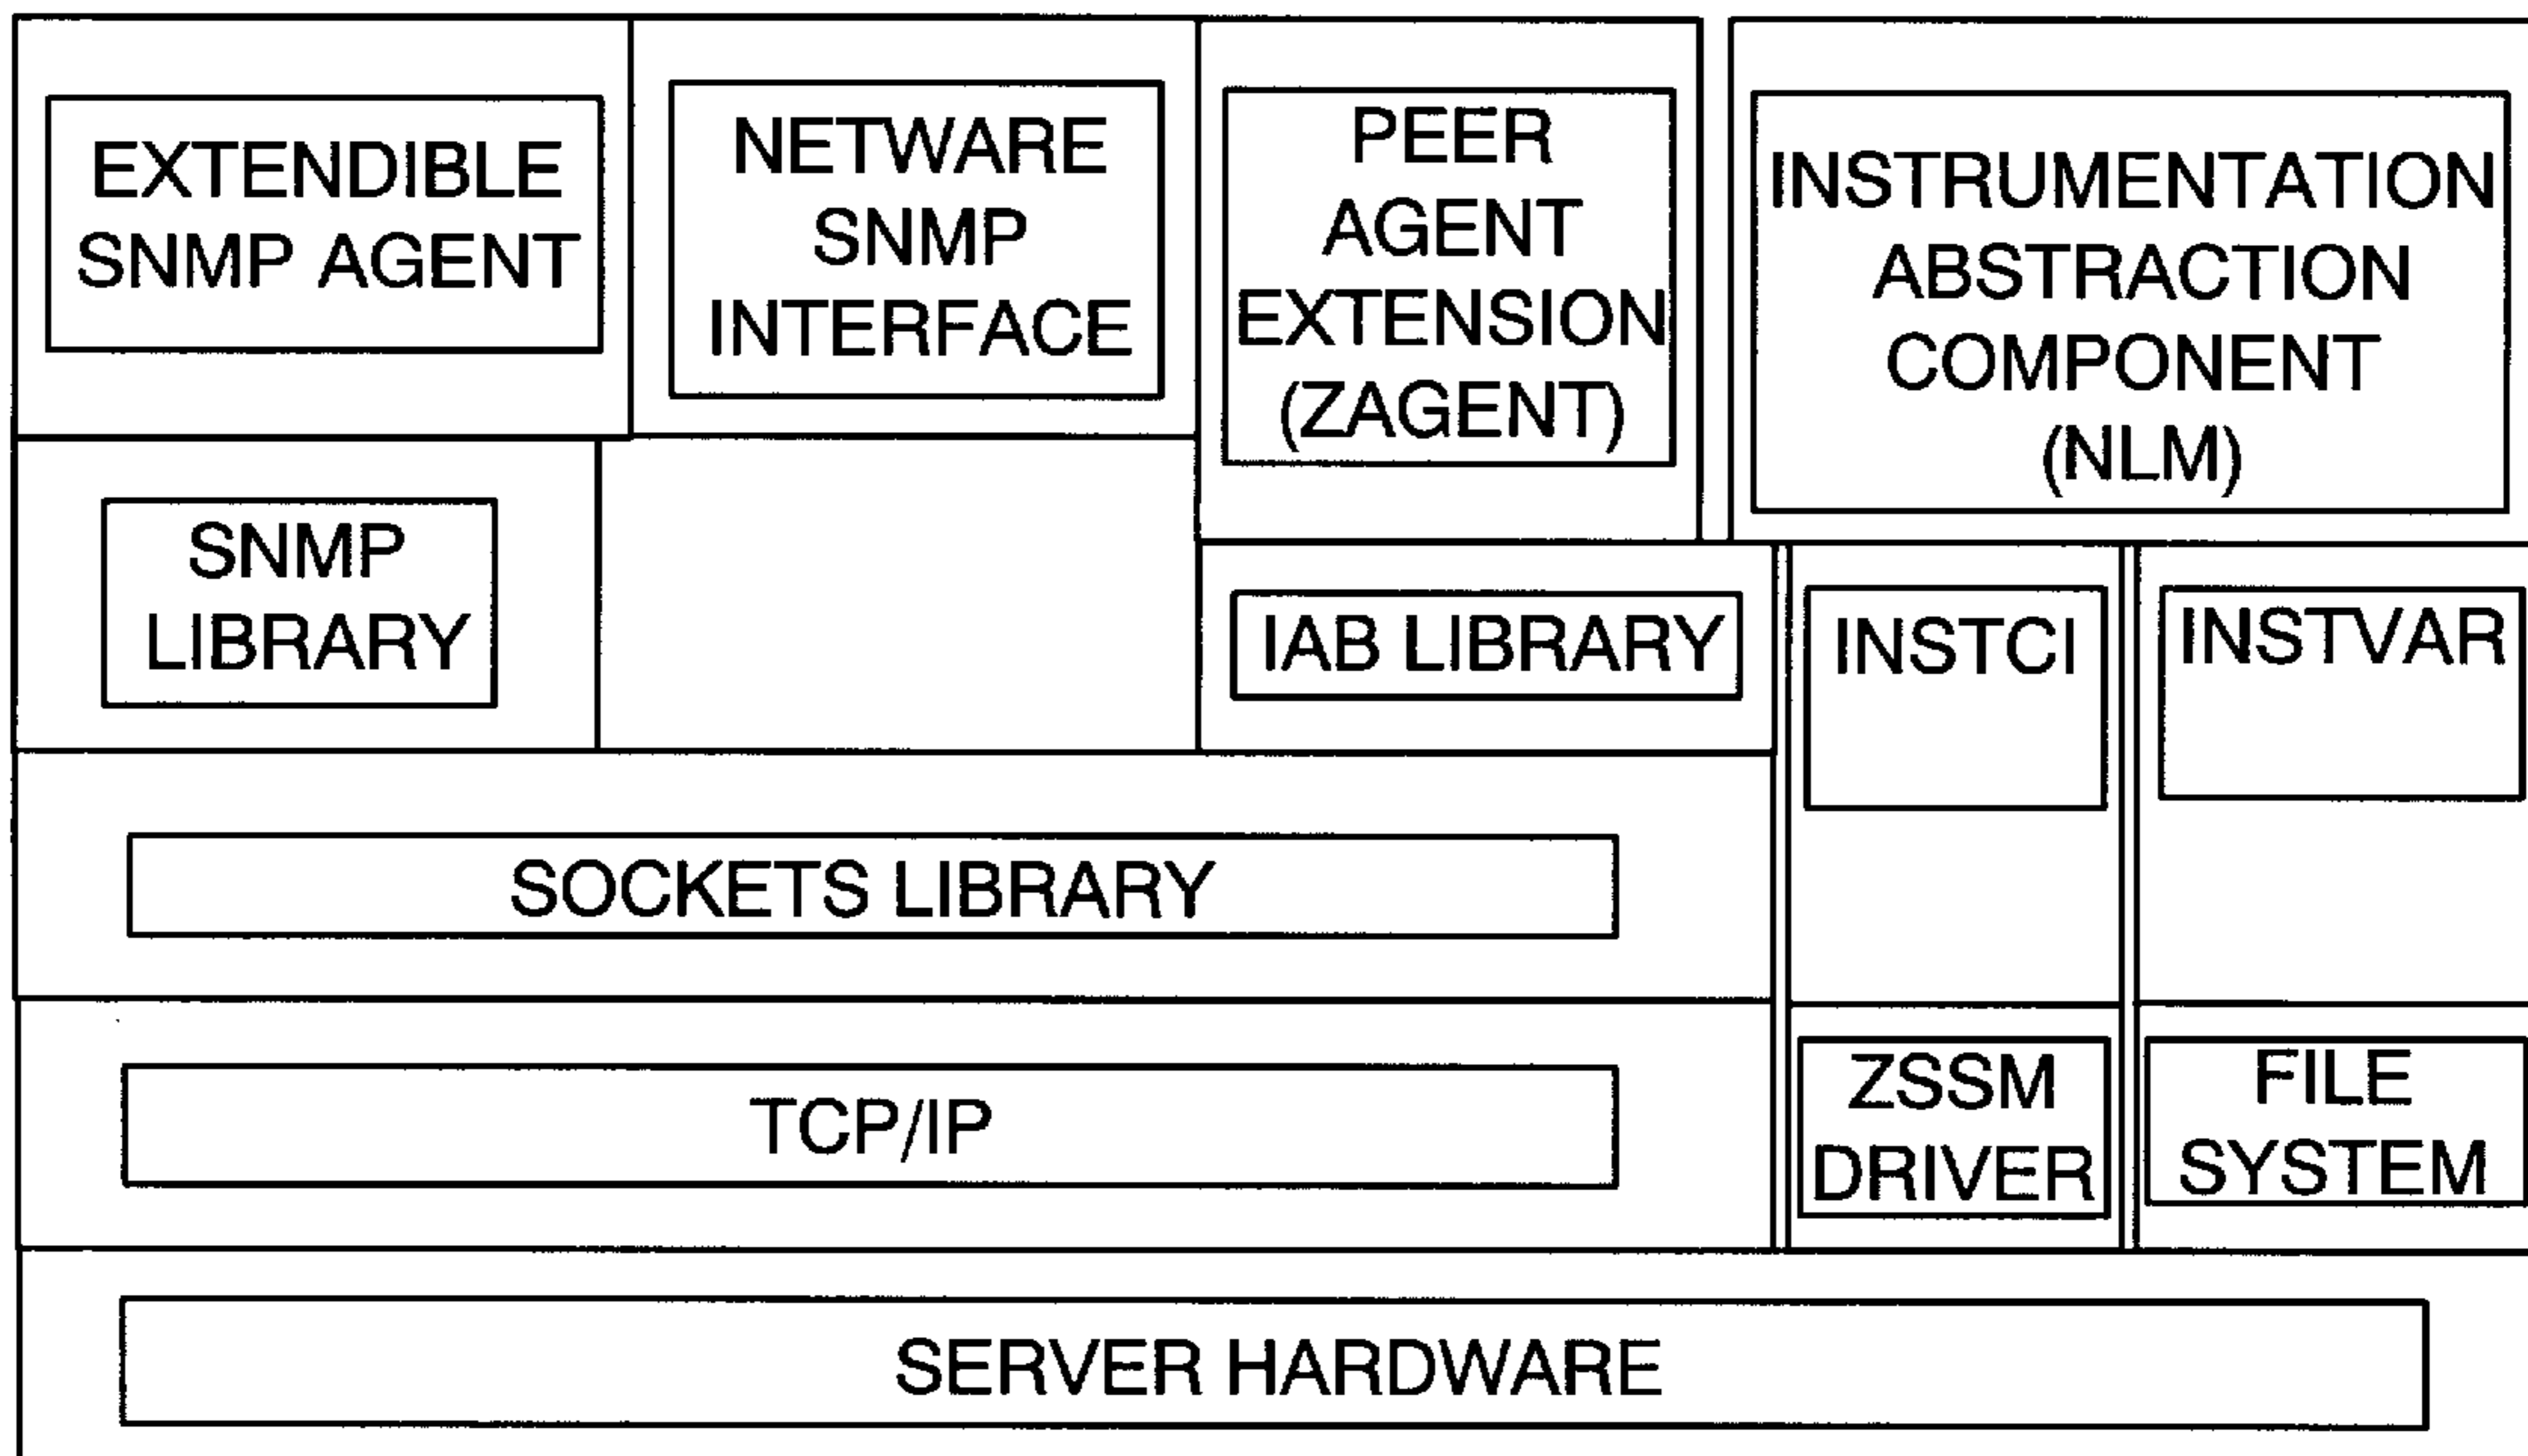 EXTENDIBLE
SNMP AGENT
NETWARE
SNMP
INTERFACE
PEER
AGENT
EXTENSION
(ZAGENT)
INSTRUMENTATION
ABSTRACTION
COMPONENT
(NLM)
SNMP
LIBRARY
IAB LIBRARY
INSTCI
INSTVAR
SOCKETS LIBRARY
TCP/IP
ZSSM
DRIVER
FILE
SYSTEM
SERVER HARDWARE